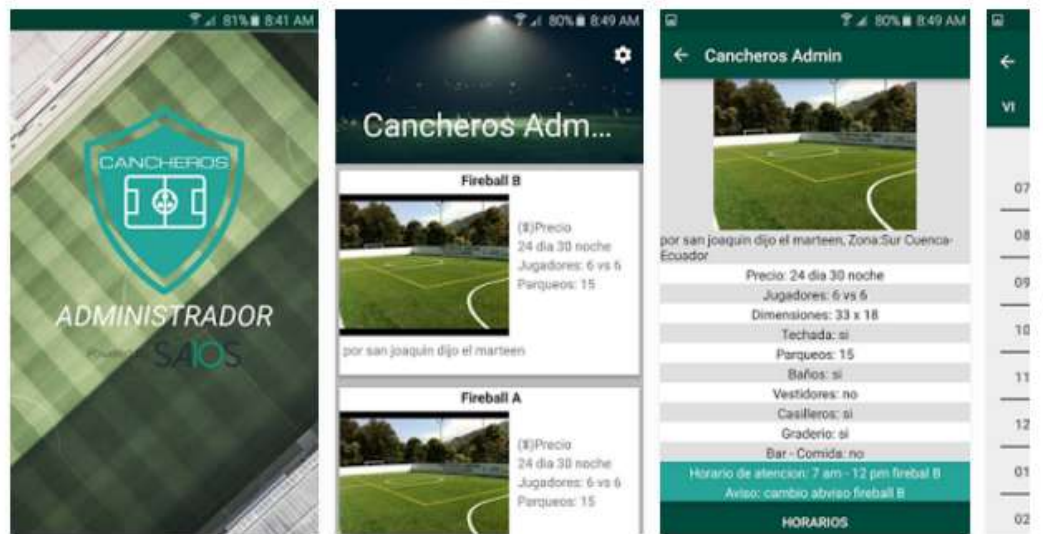 81% 8:41 AM
CANCHEROS
ADMINISTRADOR
SA10S
80% 8:49 AM
Cancheros Adm...
Fireball B
($)Precio
24 dia 30 noche
Jugadores: 6 vs 6
Parqueos: 15
por san joaquin dijo el marteen
Fireball A
($)Precio
24 dia 30 noche
Jugadores: 6 vs 6
Parqueos: 15
80% 8:49 AM
Cancheros Admin
por san joaquin dijo el marteen, Zona:Sur Cuenca-
Ecuador
Precio: 24 dia 30 noche
Jugadores: 6 vs 6
Dimensiones: 33 x 18
Techada: si
Parqueos: 15
Baños: si
Vestidores: no
Casilleros: si
Graderio: si
Bar - Comida: no
Horario de atencion: 7 am - 12 pm firebal B
Aviso: cambio abviso fireball B
HORARIOS
VI
07
08
09
10
11
12
01
02